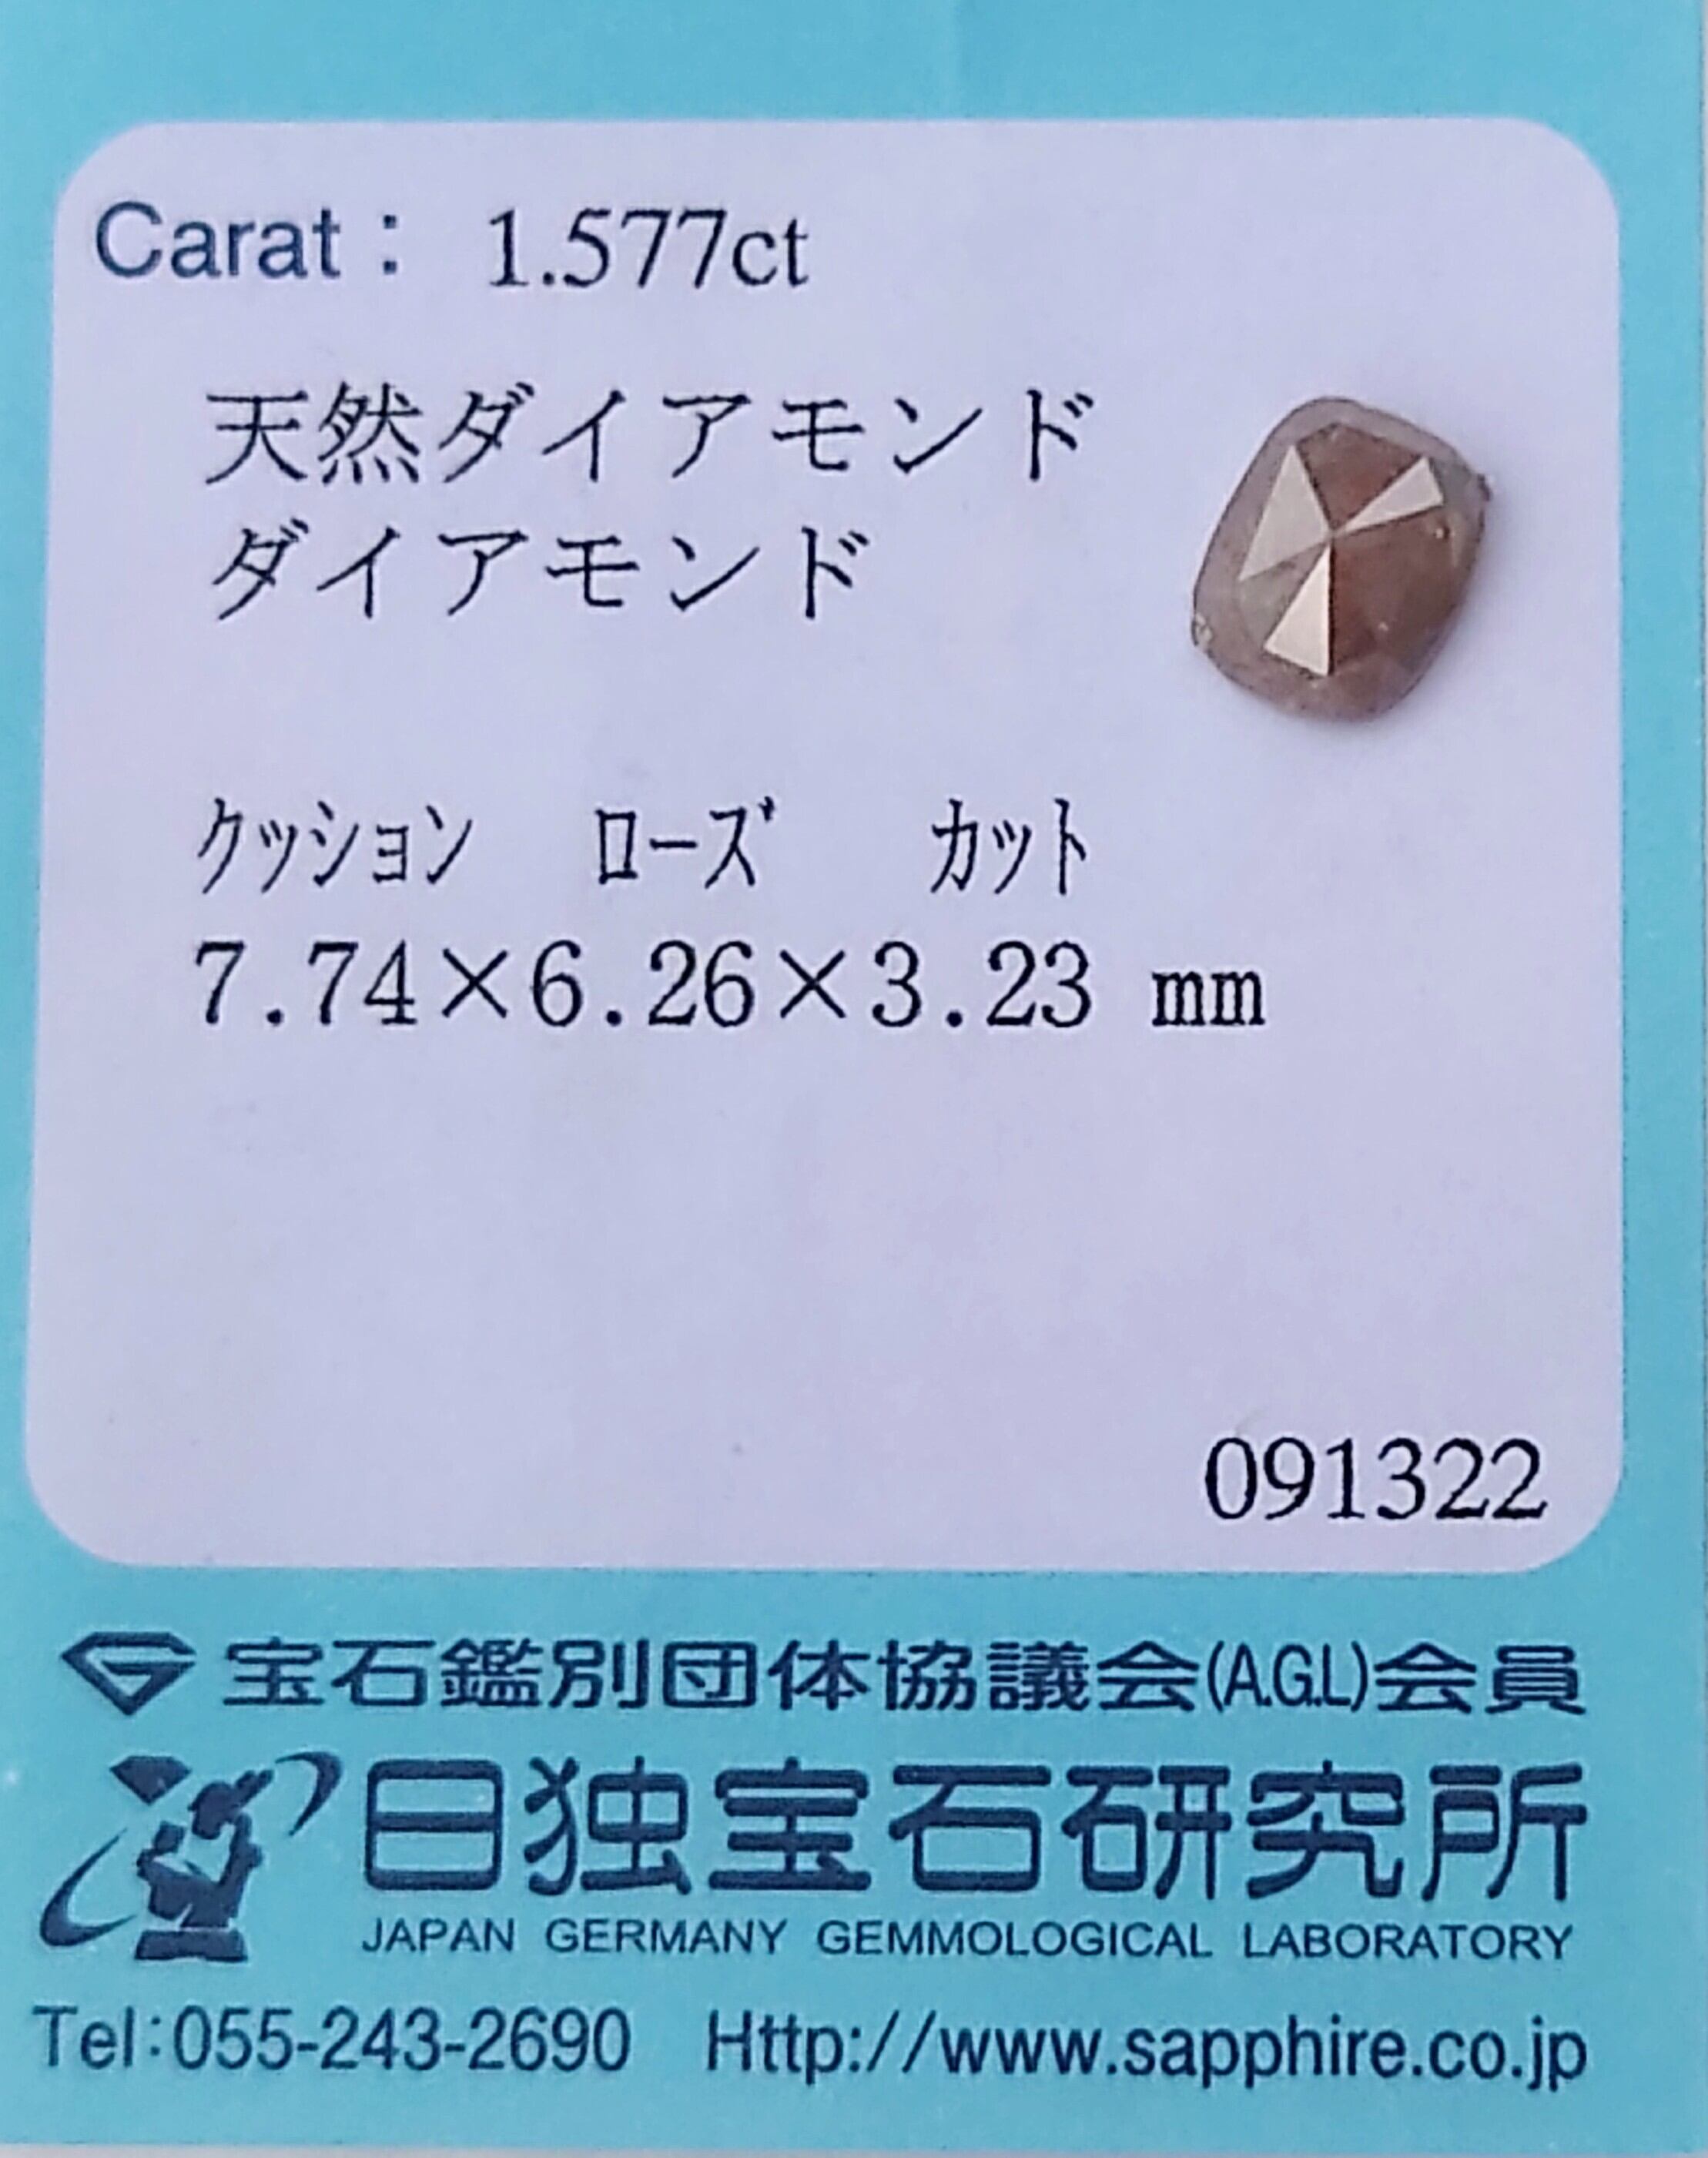 Carat： 1.577ct
天然ダイアモンド
ダイアモンド
ｸｯｼｮﾝ ﾛｰｽﾞ ｶｯﾄ
7.74×6.26×3.23 mm
091322
宝石鑑別団体協議会(A.G.L)会員
日独宝石研究所
JAPAN GERMANY GEMMOLOGICAL LABORATORY
Tel:055-243-2690 Http://www.sapphire.co.jp